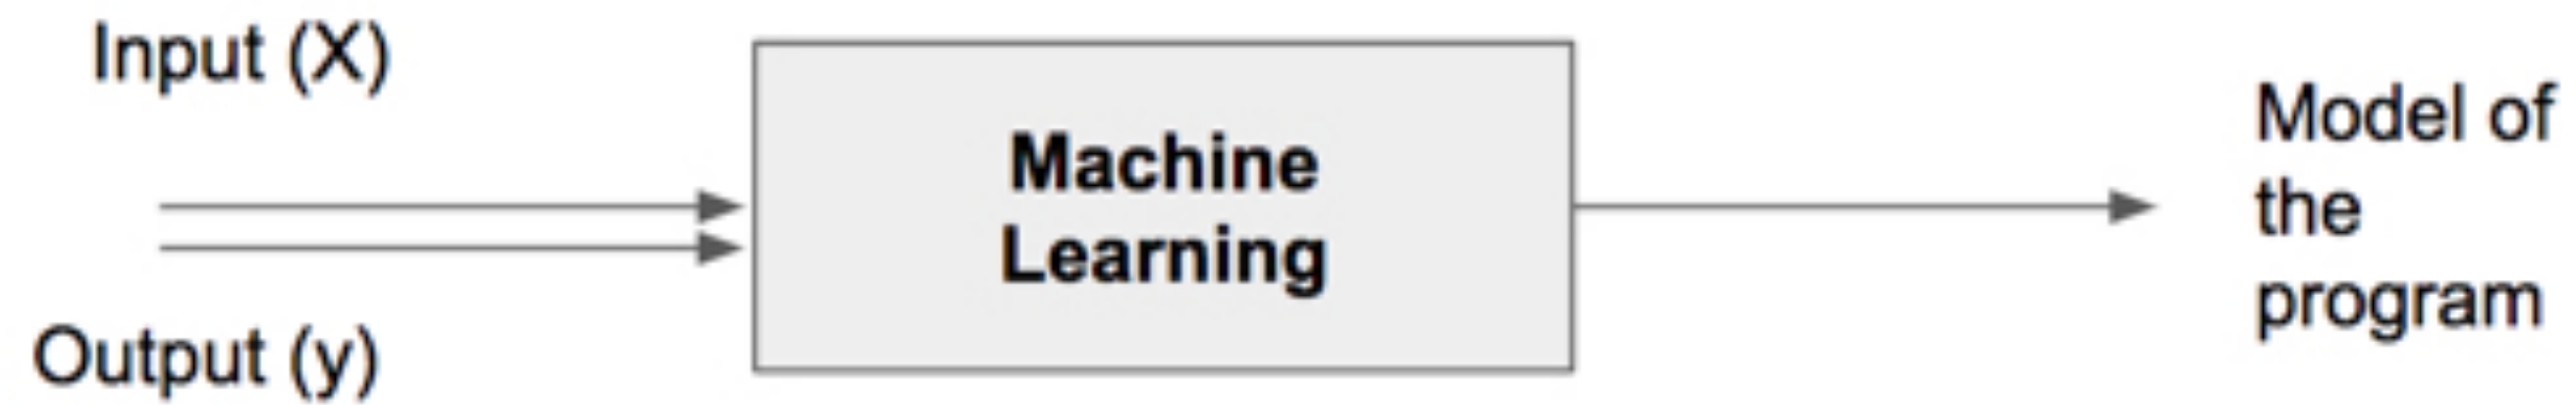 Input (X)
Output (y)
Machine
Learning
Model of
the
program